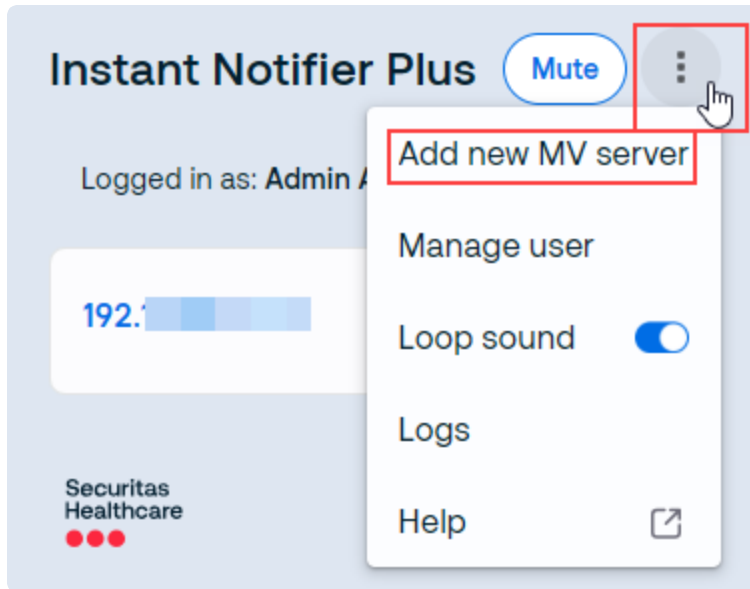 Instant Notifier Plus
Mute
Add new MV server
Logged in as: Admin
Manage user
192.
Loop sound
Logs
Securitas
Healthcare
Help